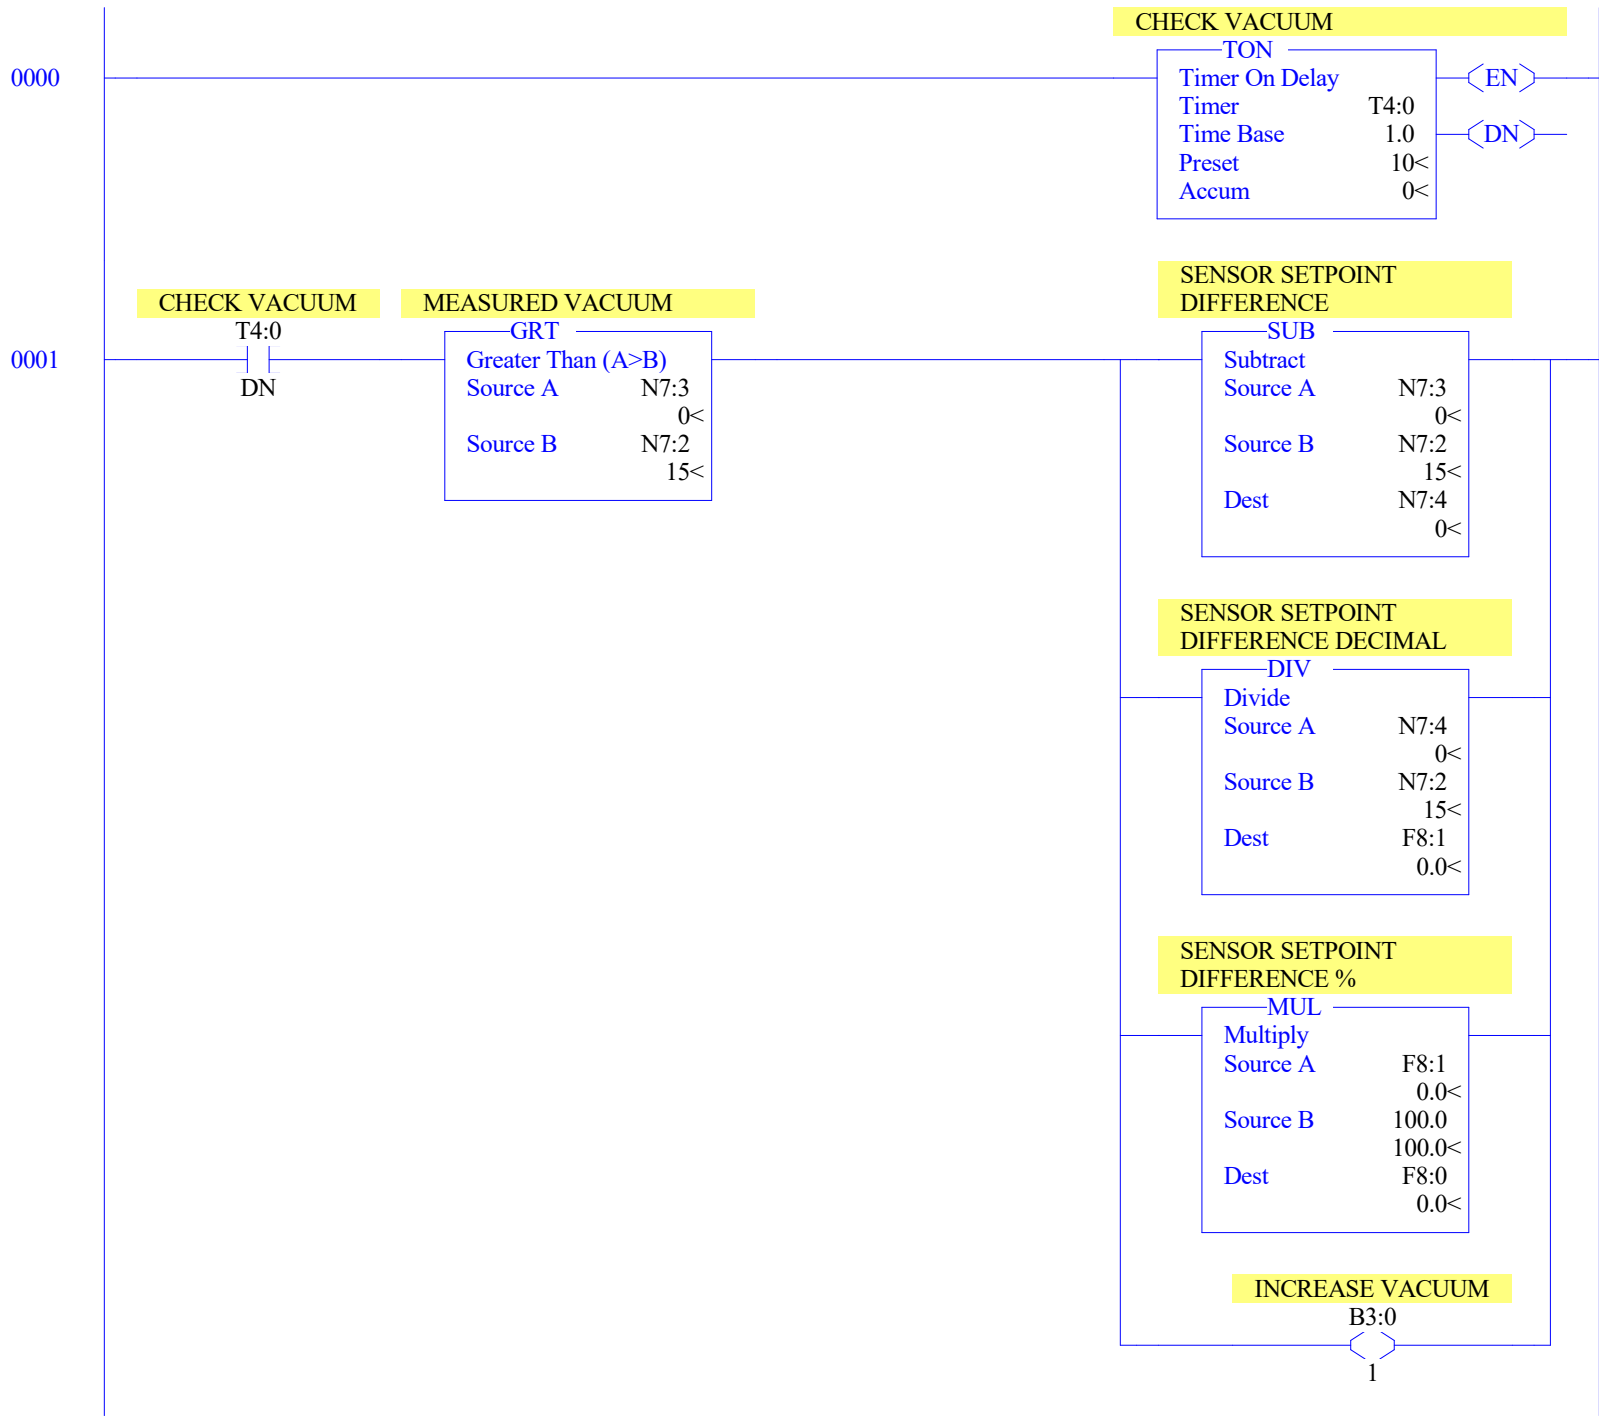 CHECK VACUUM
TON
0000
Timer On Delay
EN
Timer T4:0
Time Base 1.0
DN
Preset 10<
Accum 0<
CHECK VACUUM
MEASURED VACUUM
SENSOR SETPOINT
DIFFERENCE
0001
T4:0
DN
GRT
Greater Than (A>B)
Source A N7:3
0<
Source B N7:2
15<
SUB
Subtract
Source A N7:3
0<
Source B N7:2
15<
Dest N7:4
0<
SENSOR SETPOINT
DIFFERENCE DECIMAL
DIV
Divide
Source A N7:4
0<
Source B N7:2
15<
Dest F8:1
0.0<
SENSOR SETPOINT
DIFFERENCE %
MUL
Multiply
Source A F8:1
0.0<
Source B 100.0
100.0<
Dest F8:0
0.0<
INCREASE VACUUM
B3:0
1